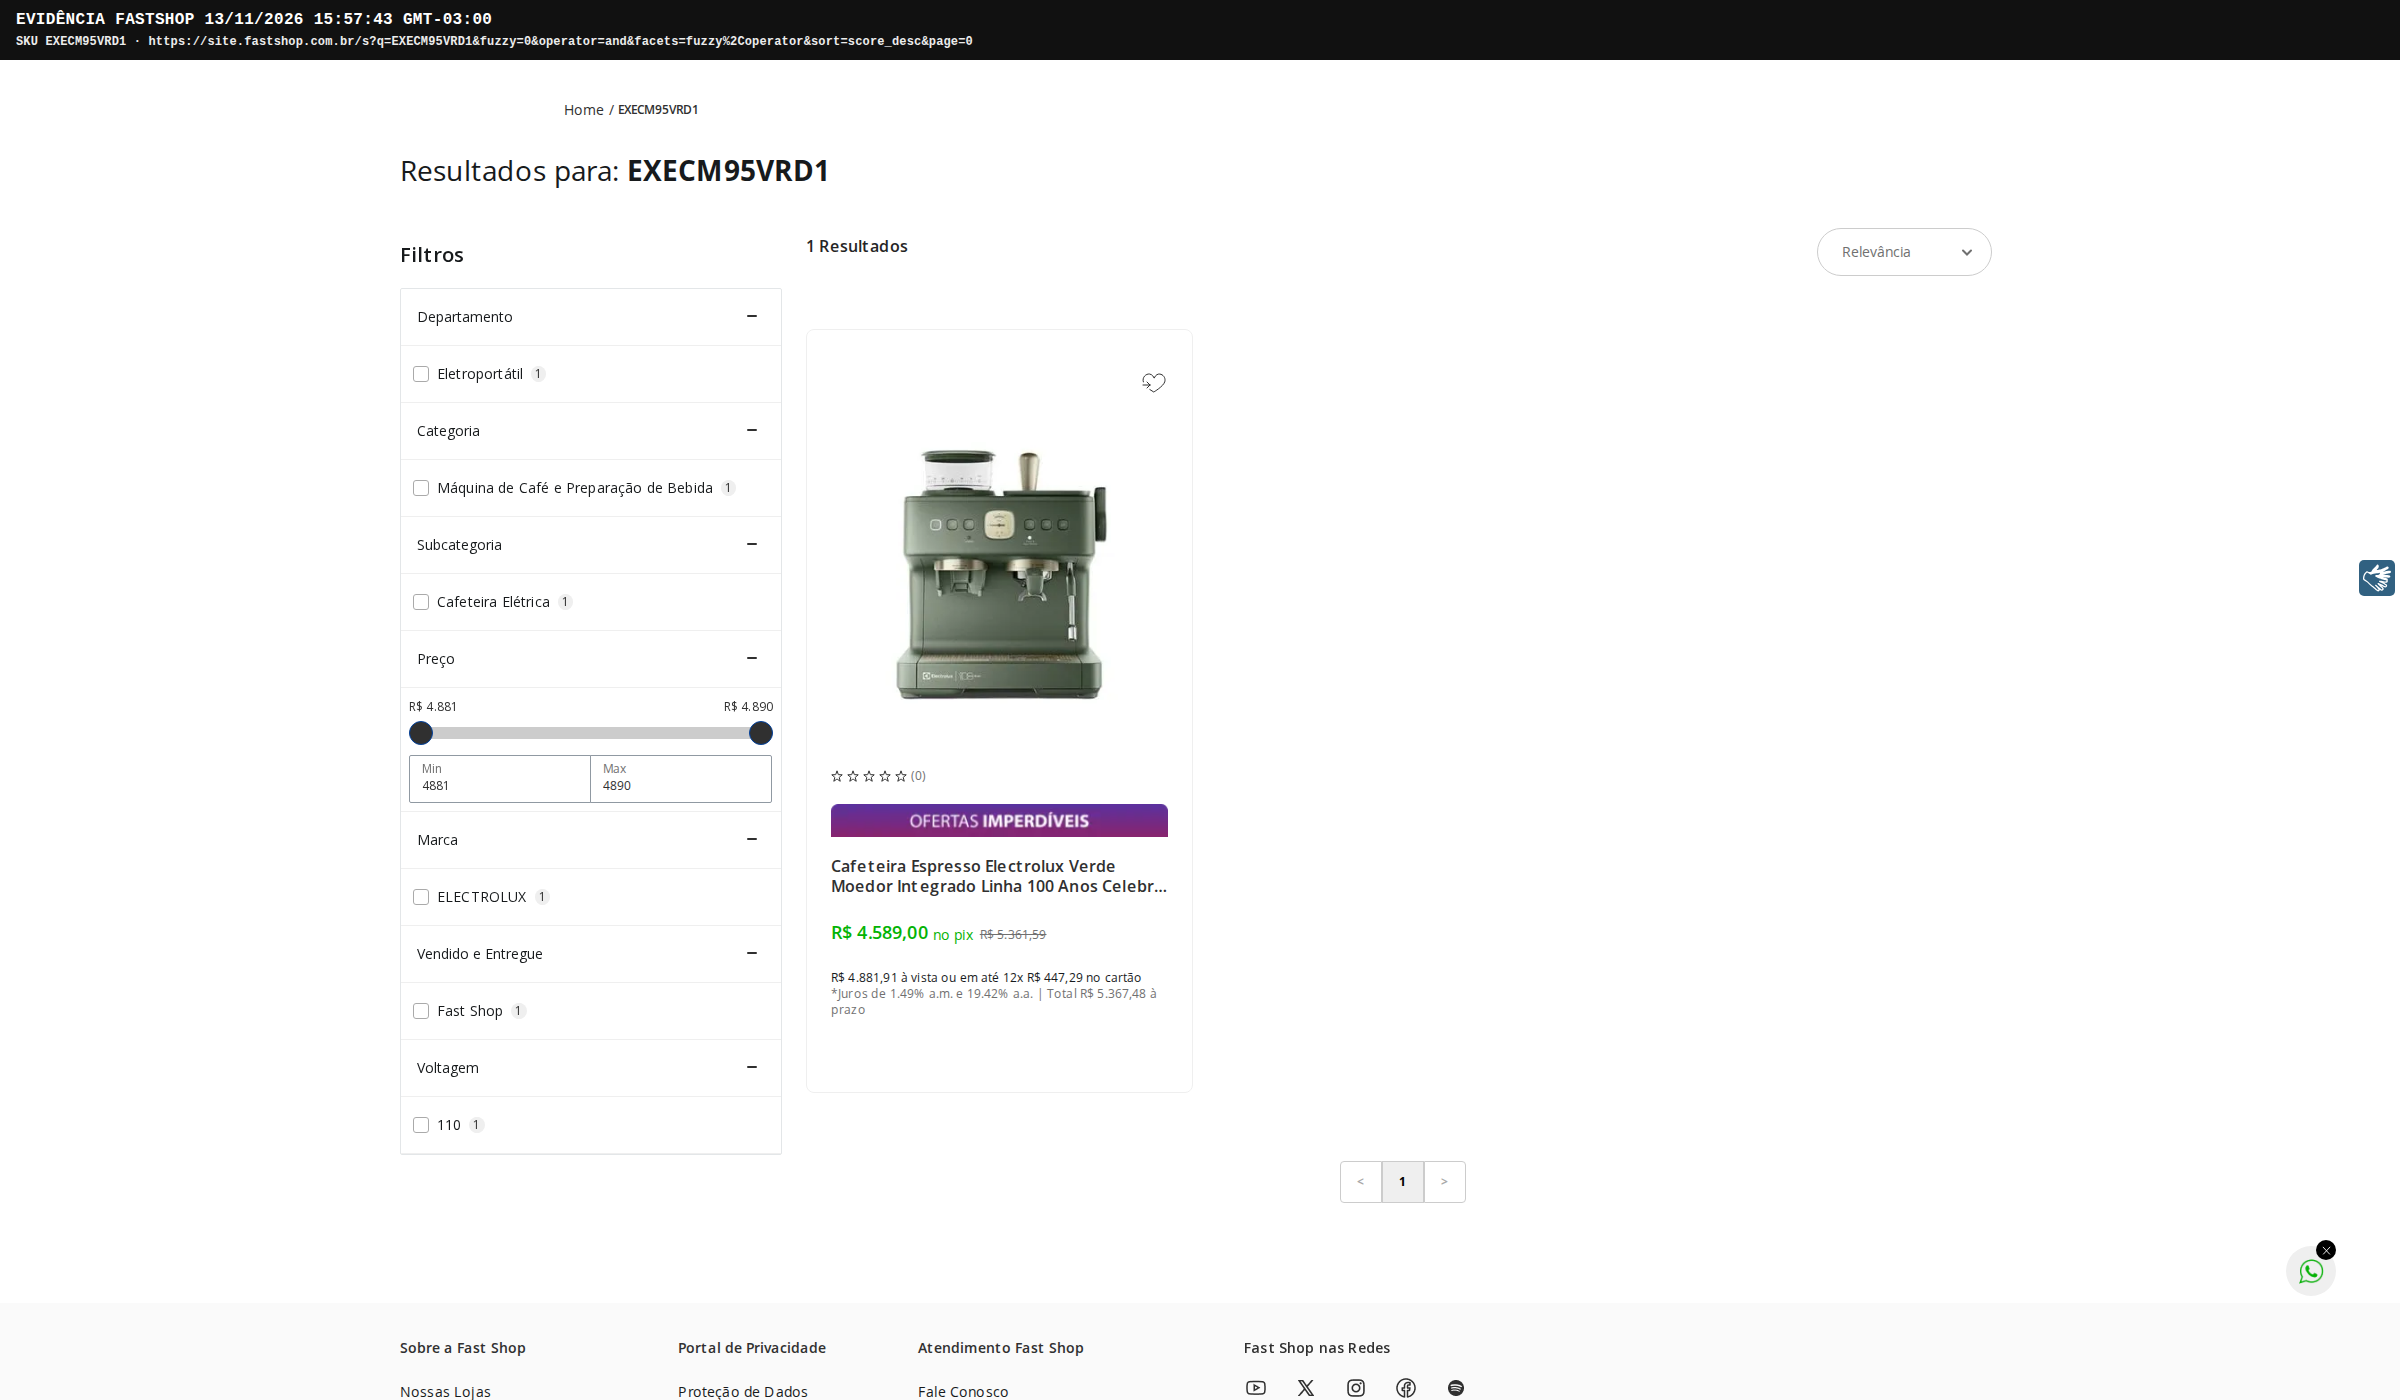 EVIDÊNCIA FASTSHOP 13/11/2026 15:57:43 GMT-03:00
SKU EXECM95VRD1 · https://site.fastshop.com.br/s?q=EXECM95VRD1&fuzzy=0&operator=and&facets=fuzzy%2Coperator&sort=score_desc&page=0
Home / EXECM95VRD1
Resultados para: EXECM95VRD1
Filtros
1 Resultados
Relevância
Departamento
Eletroportátil 1
Categoria
Máquina de Café e Preparação de Bebida 1
Subcategoria
Cafeteira Elétrica 1
Preço
R$ 4.881 R$ 4.890
Min Max
4881 4890
Marca
ELECTROLUX 1
Vendido e Entregue
Fast Shop 1
Voltagem
110 1
Electrolux
(0)
OFERTAS IMPERDÍVEIS
Cafeteira Espresso Electrolux Verde
Moedor Integrado Linha 100 Anos Celebr...
R$ 4.589,00 no pix R$ 5.361,59
R$ 4.881,91 à vista ou em até 12x R$ 447,29 no cartão
*Juros de 1.49% a.m. e 19.42% a.a. | Total R$ 5.367,48 à
prazo
< 1 >
Sobre a Fast Shop
Portal de Privacidade
Atendimento Fast Shop
Fast Shop nas Redes
Nossas Lojas
Proteção de Dados
Fale Conosco